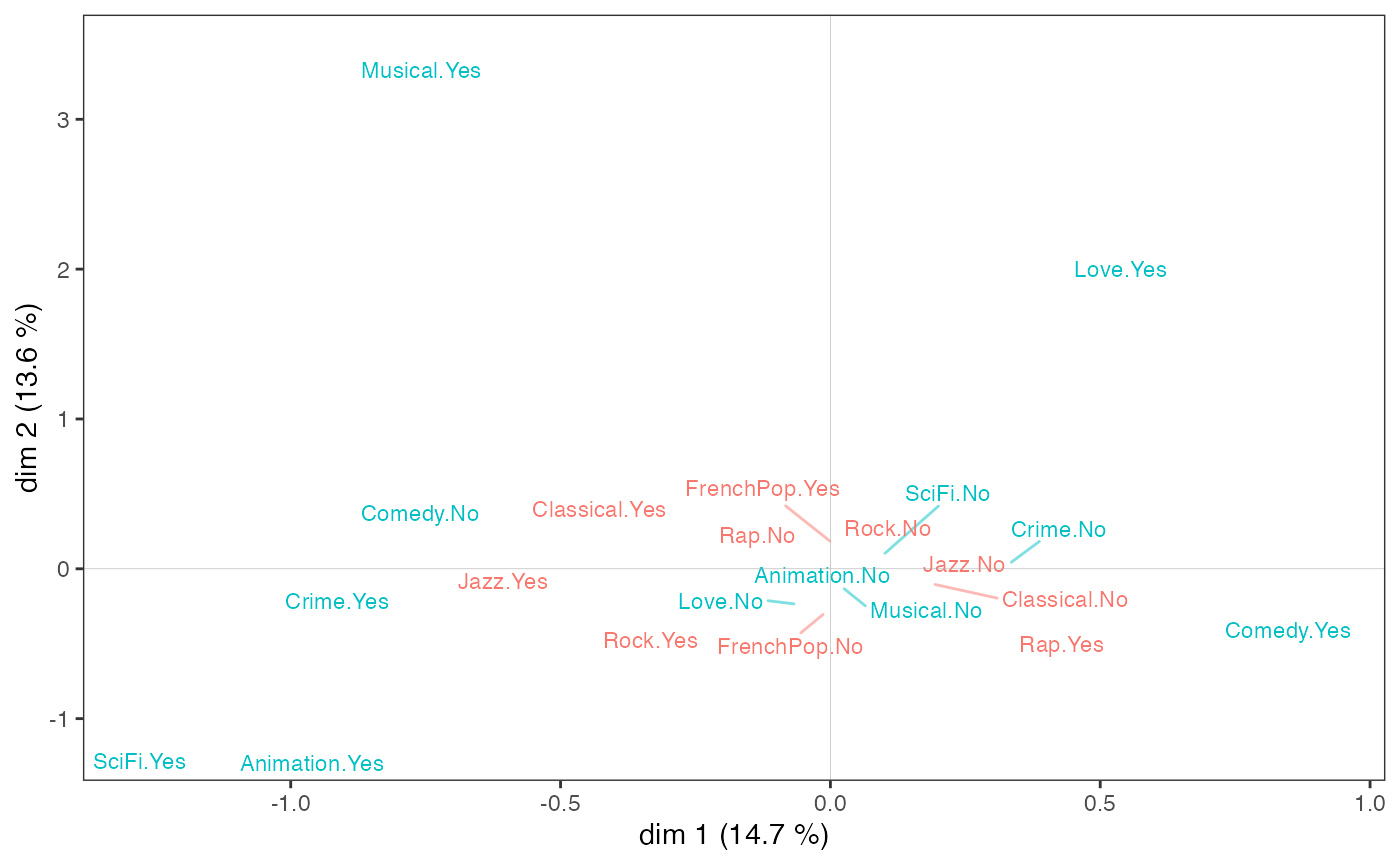 Musical.Yes
3
Love.Yes
2
dim 2 (13.6 %)
1
FrenchPop.Yes
SciFi.No
Comedy.No
Classical.Yes
Rap.No
Rock.No
Crime.No
0
Jazz.No
Jazz.Yes
Animation.No
Crime.Yes
Love.No
Musical.No
Classical.No
Rock.Yes
FrenchPop.No
Rap.Yes
Comedy.Yes
-1
SciFi.Yes
Animation.Yes
-1.0
-0.5
0.0
0.5
1.0
dim 1 (14.7 %)